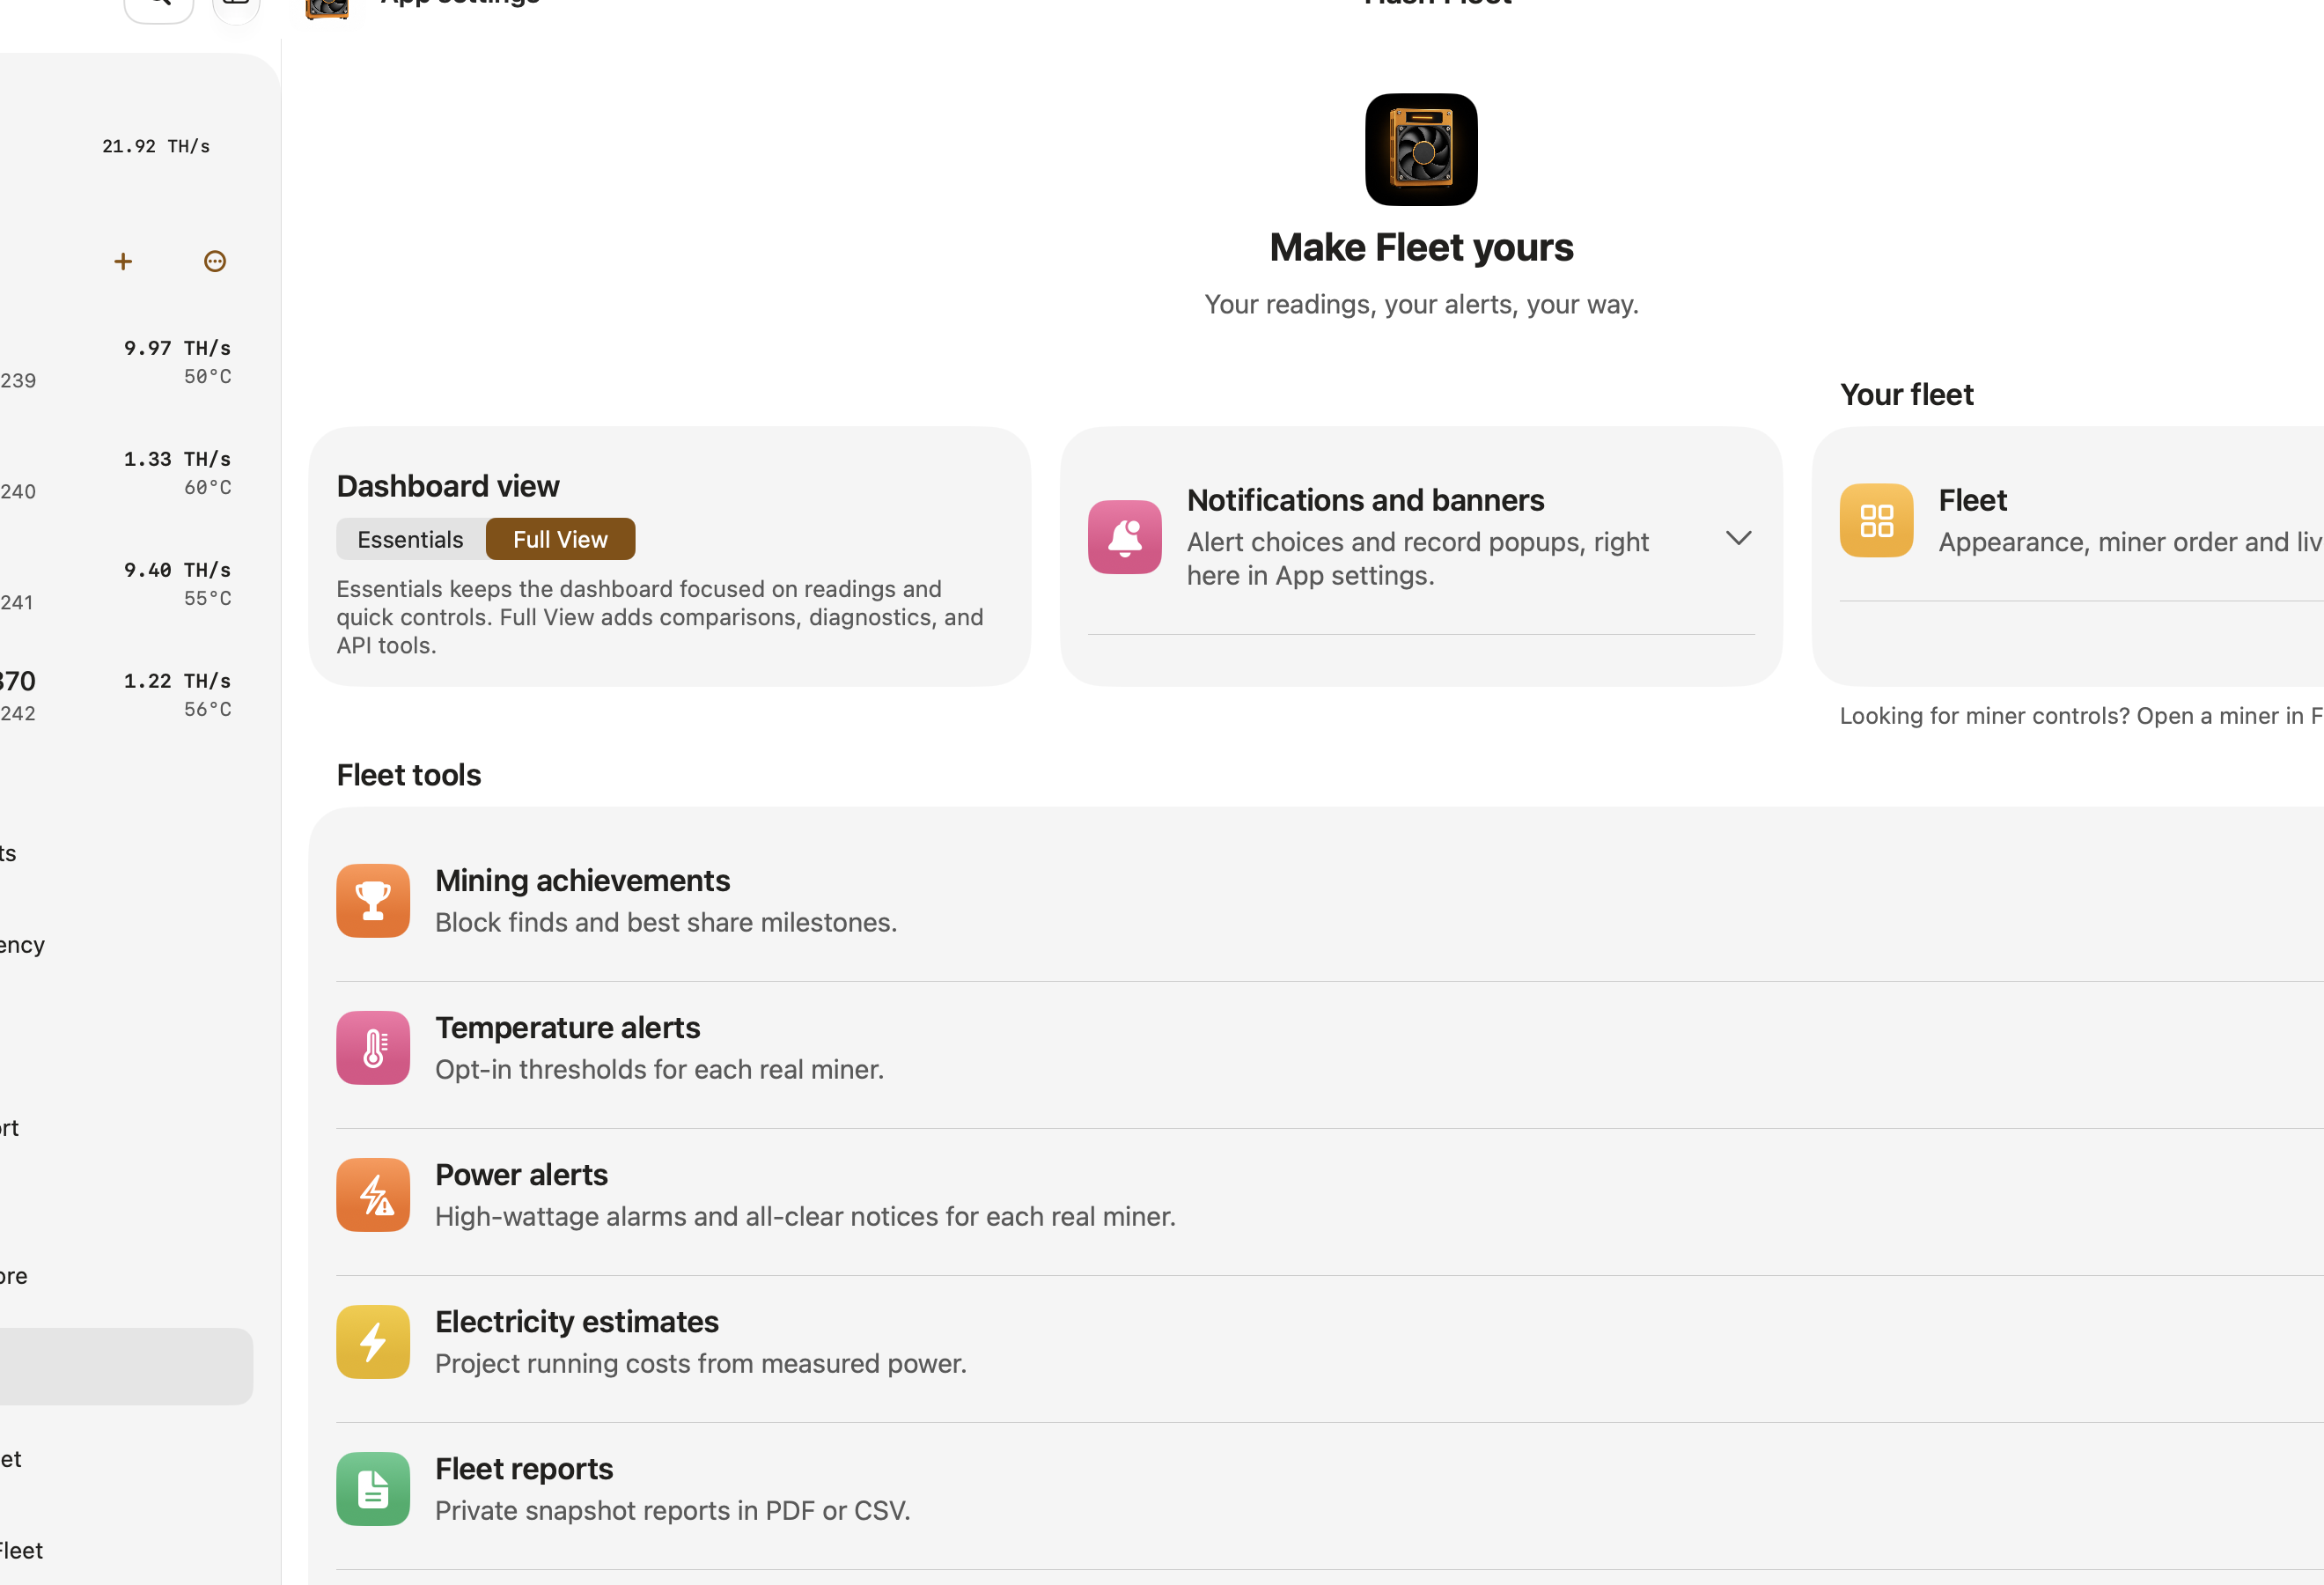 App settings
Hash Fleet
21.92 TH/s
9.97 TH/s
239
50°C
1.33 TH/s
240
60°C
9.40 TH/s
241
55°C
370
1.22 TH/s
242
56°C
ts
ency
ort
ore
et
Fleet
Make Fleet yours
Your readings, your alerts, your way.
Dashboard view
Essentials
Full View
Essentials keeps the dashboard focused on readings and
quick controls. Full View adds comparisons, diagnostics, and
API tools.
Notifications and banners
Alert choices and record popups, right
here in App settings.
Your fleet
Fleet
Appearance, miner order and liv
Looking for miner controls? Open a miner in F
Fleet tools
Mining achievements
Block finds and best share milestones.
Temperature alerts
Opt-in thresholds for each real miner.
Power alerts
High-wattage alarms and all-clear notices for each real miner.
Electricity estimates
Project running costs from measured power.
Fleet reports
Private snapshot reports in PDF or CSV.